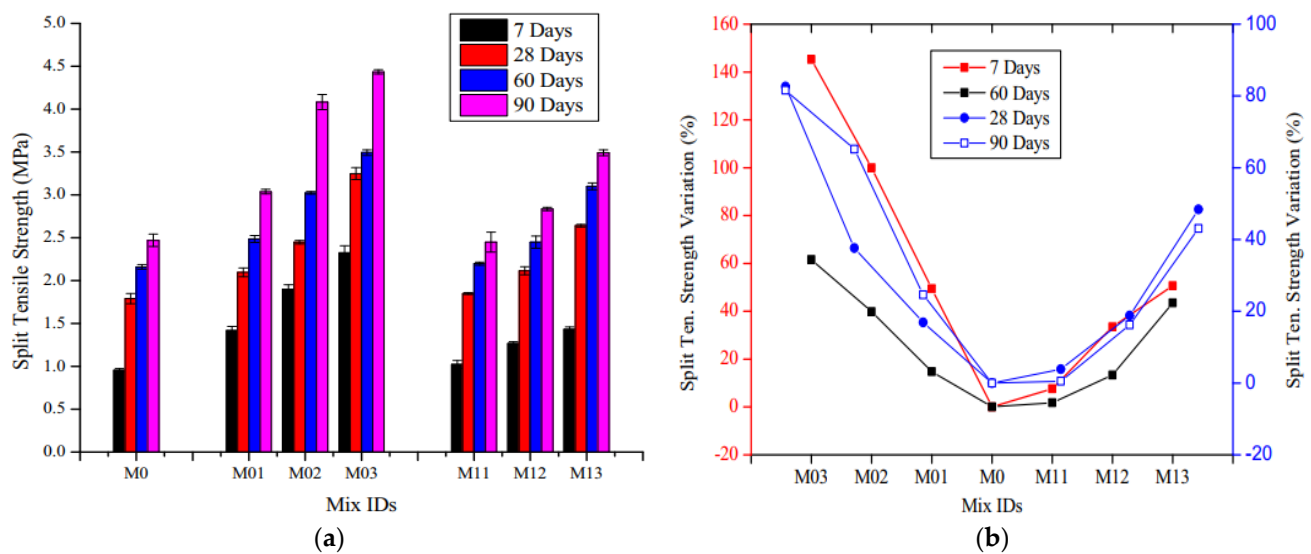 5.0
4.5
4.0
3.5
3.0
2.5
2.0
1.5
1.0
0.5
0.0
Split Tensile Strength (MPa)
7 Days
28 Days
60 Days
90 Days
M0 M01 M02 M03 M11 M12 M13
Mix IDs
(a)
160
140
120
100
80
60
40
20
0
-20
Split Ten. Strength Variation (%)
7 Days
60 Days
28 Days
90 Days
100
80
60
40
20
0
-20
Split Ten. Strength Variation (%)
M03 M02 M01 M0 M11 M12 M13
Mix IDs
(b)